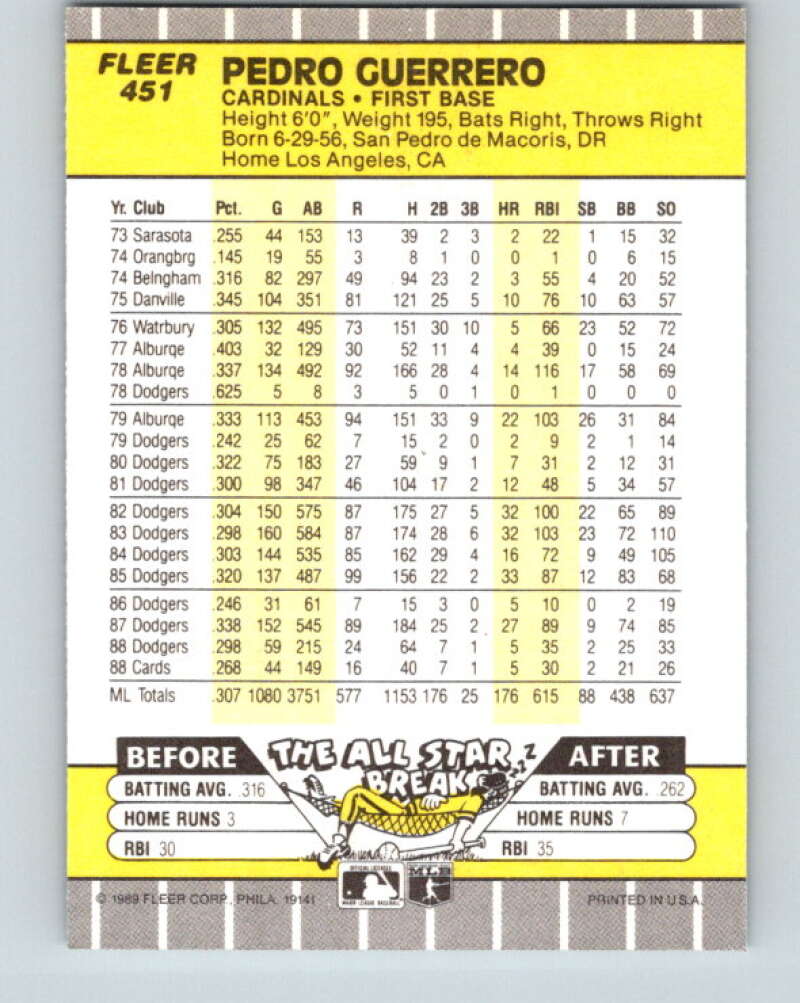 FLEER
451
PEDRO GUERRERO
CARDINALS • FIRST BASE
Height 6'0", Weight 195, Bats Right, Throws Right
Born 6-29-56, San Pedro de Macoris, DR
Home Los Angeles, CA
Yr. Club Pct. G AB R H 2B 3B HR RBI SB BB SO
73 Sarasota .255 44 153 13 39 2 3 2 22 1 15 32
74 Orangbrg .145 19 55 3 8 1 0 0 1 0 6 15
74 Belngham .316 82 297 49 94 23 2 3 55 4 20 52
75 Danville .345 104 351 81 121 25 5 10 76 10 63 57
76 Watrbury .305 132 495 73 151 30 10 5 66 23 52 72
77 Alburqe .403 32 129 30 52 11 4 4 39 0 15 24
78 Alburqe .337 134 492 92 166 28 4 14 116 17 58 69
78 Dodgers .625 5 8 3 5 0 1 0 1 0 0 0
79 Alburqe .333 113 453 94 151 33 9 22 103 26 31 84
79 Dodgers .242 25 62 7 15 2 0 2 9 2 1 14
80 Dodgers .322 75 183 27 59 9 1 7 31 2 12 31
81 Dodgers .300 98 347 46 104 17 2 12 48 5 34 57
82 Dodgers .304 150 575 87 175 27 5 32 100 22 65 89
83 Dodgers .298 160 584 87 174 28 6 32 103 23 72 110
84 Dodgers .303 144 535 85 162 29 4 16 72 9 49 105
85 Dodgers .320 137 487 99 156 22 2 33 87 12 83 68
86 Dodgers .246 31 61 7 15 3 0 5 10 0 2 19
87 Dodgers .338 152 545 89 184 25 2 27 89 9 74 85
88 Dodgers .298 59 215 24 64 7 1 5 35 2 25 33
88 Cards .268 44 149 16 40 7 1 5 30 2 21 26
ML Totals .307 1080 3751 577 1153 176 25 176 615 88 438 637
BEFORE THE ALL STAR BREAK ZZZ AFTER
BATTING AVG. .316 BATTING AVG. .262
HOME RUNS 3 HOME RUNS 7
RBI 30 RBI 35
OFFICIAL LICENSEE
MAJOR LEAGUE BASEBALL
MLB
© 1989 FLEER CORP., PHILA. 19141 PRINTED IN U.S.A.